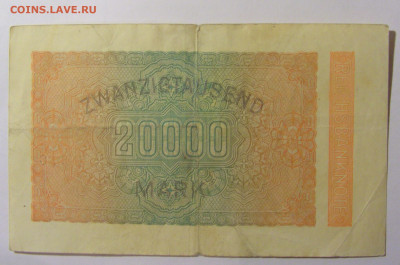 COINS.LAVE.RU
ZWANZIGTAUSEND
20000
MARK